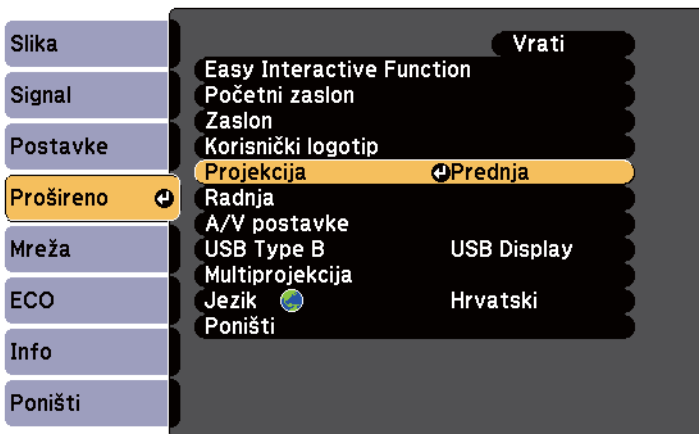 Slika
Signal
Postavke
Prošireno
Mreža
ECO
Info
Poništi
Vrati
Easy Interactive Function
Početni zaslon
Zaslon
Korisnički logotip
Projekcija Prednja
Radnja
A/V postavke
USB Type B USB Display
Multiprojekcija
Jezik Hrvatski
Poništi